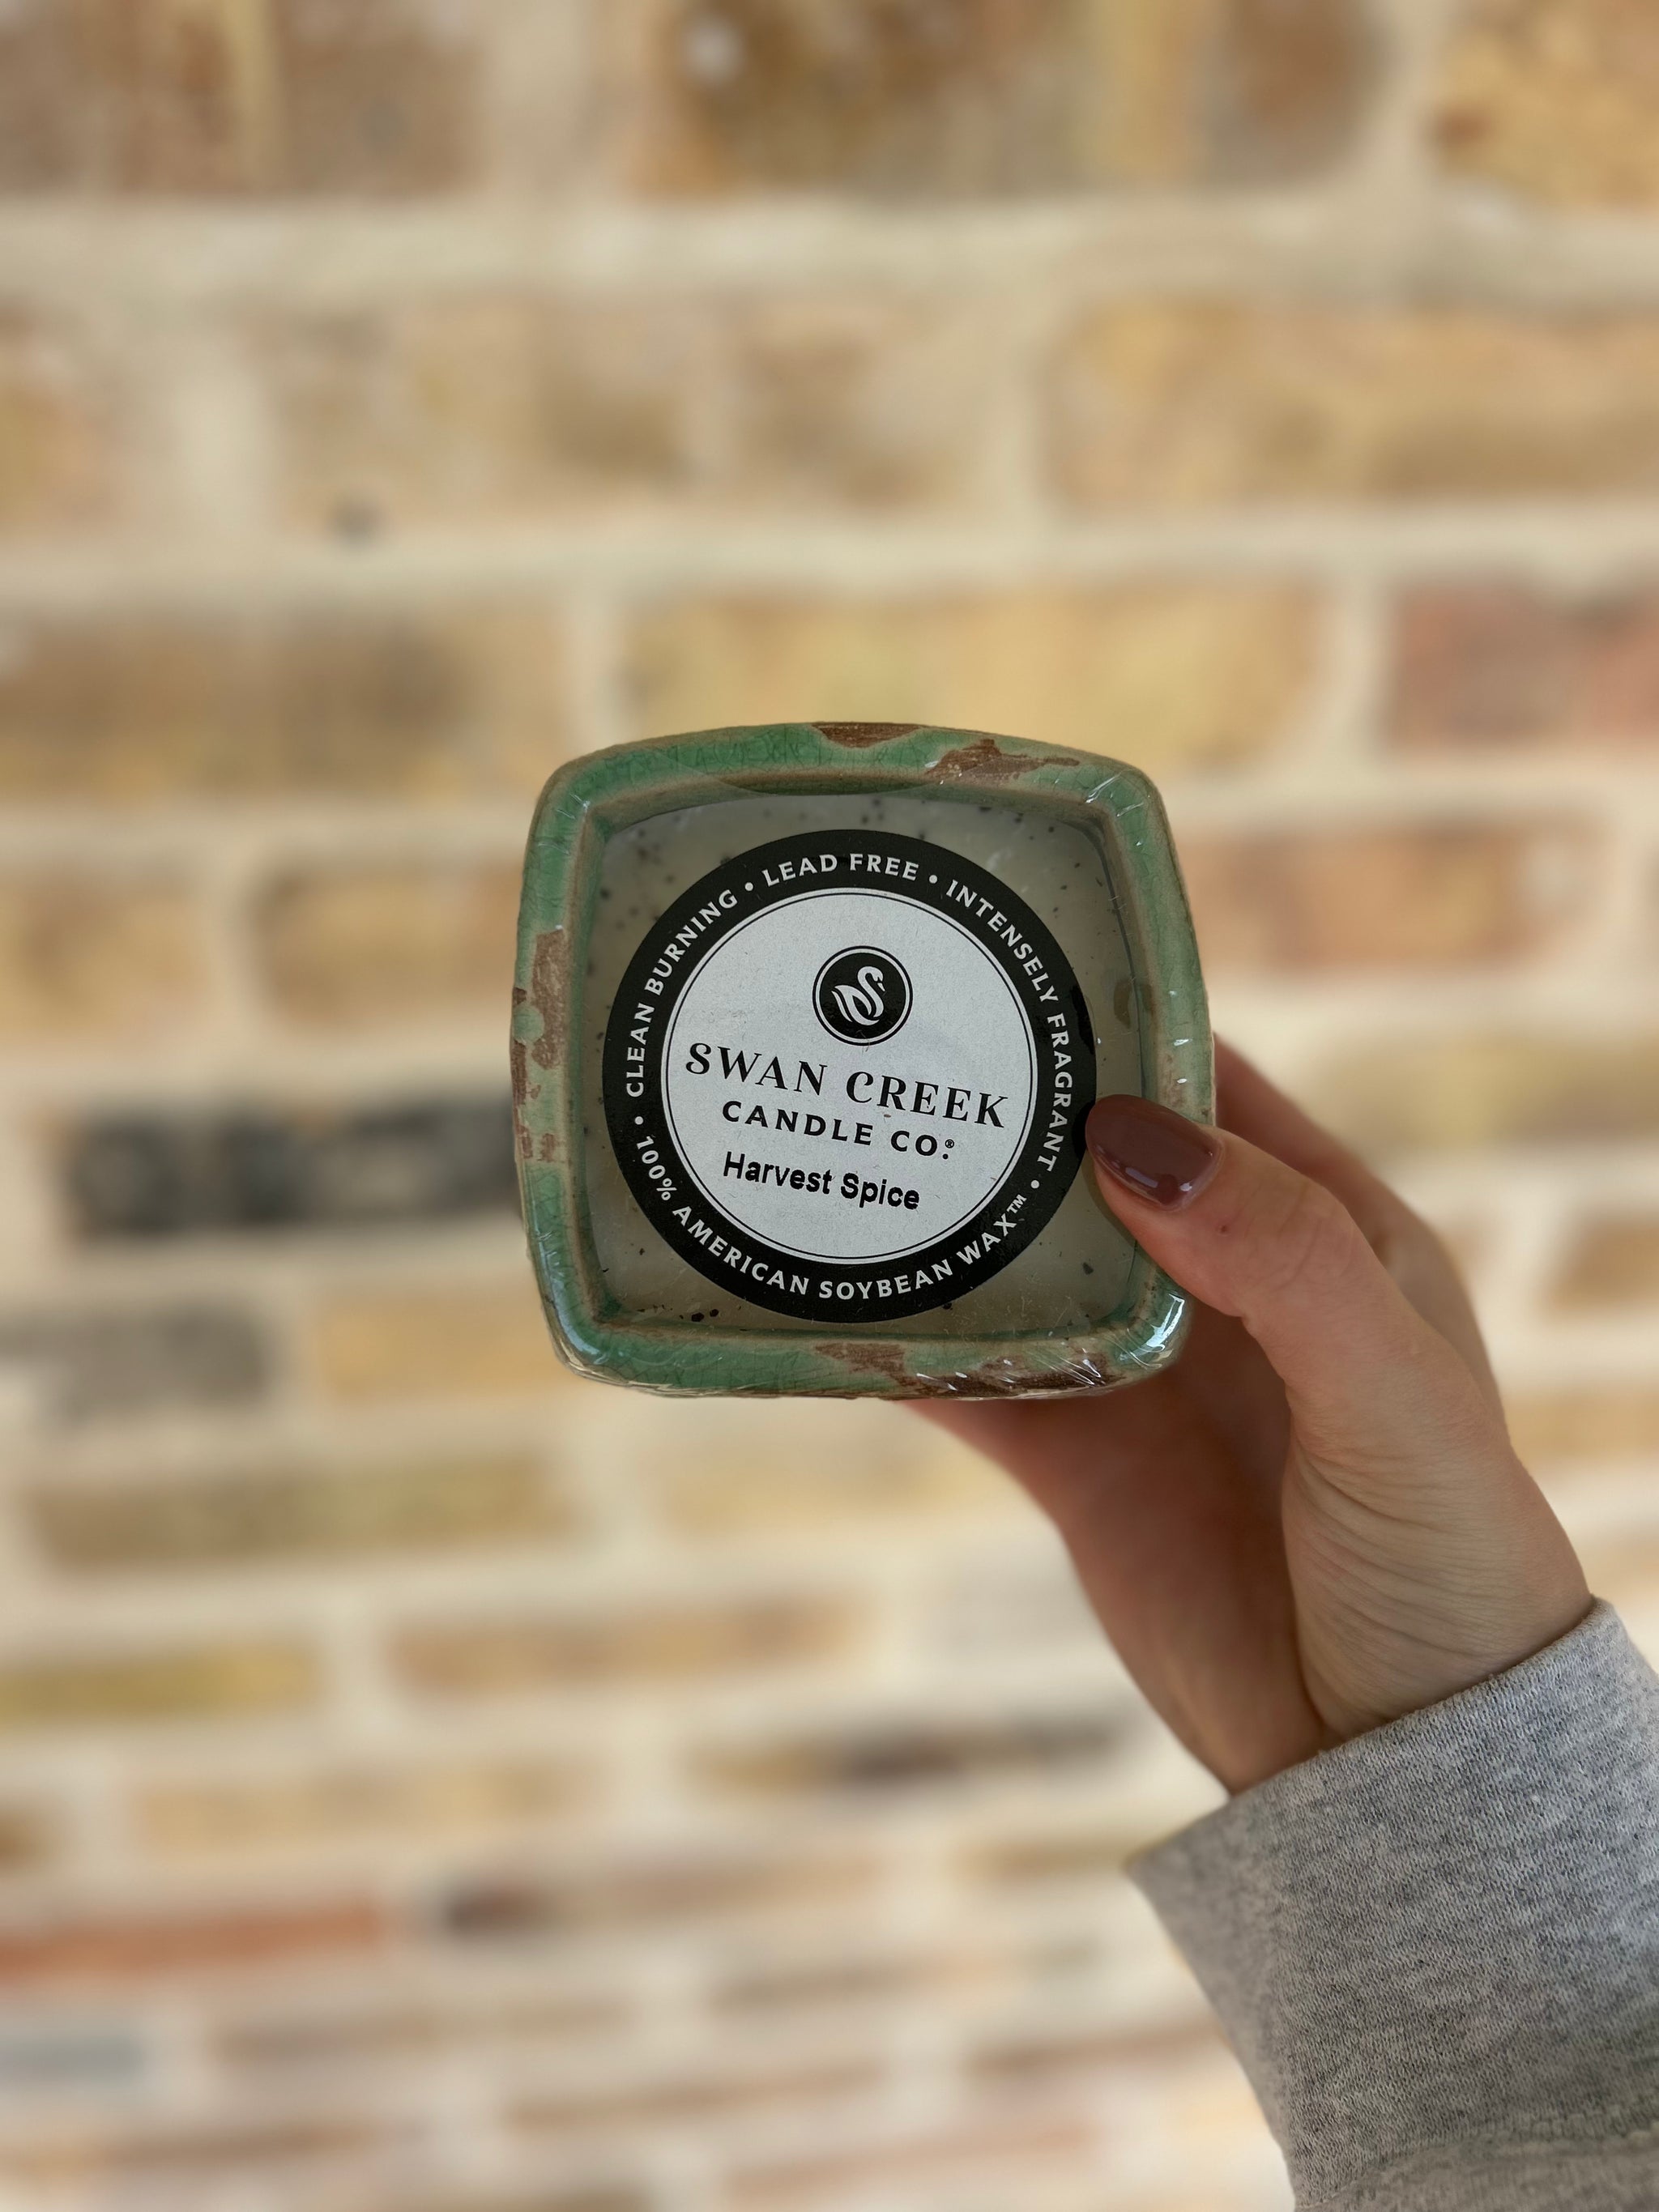 • CLEAN BURNING • LEAD FREE • INTENSELY FRAGRANT •
SWAN CREEK
CANDLE CO.®
Harvest Spice
100% AMERICAN SOYBEAN WAX™